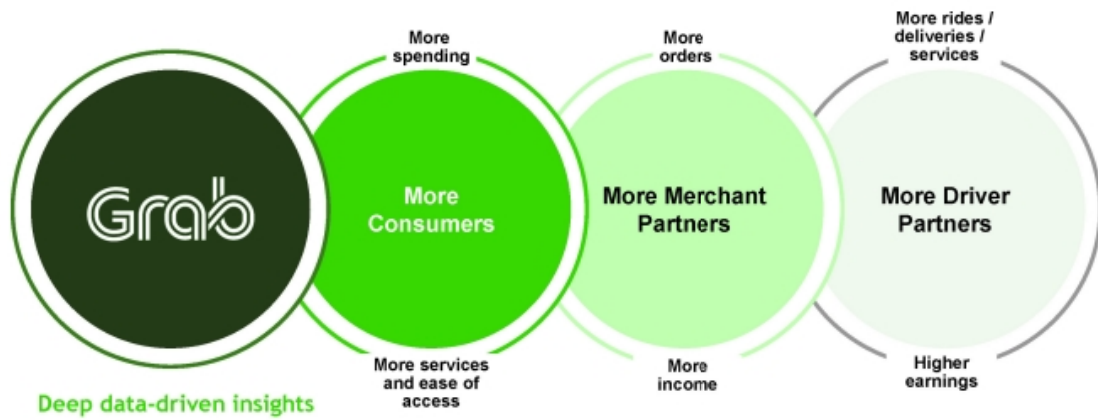 Grab
Deep data-driven insights
More
spending
More
Consumers
More services
and ease of
access
More
orders
More Merchant
Partners
More
income
More rides /
deliveries /
services
More Driver
Partners
Higher
earnings